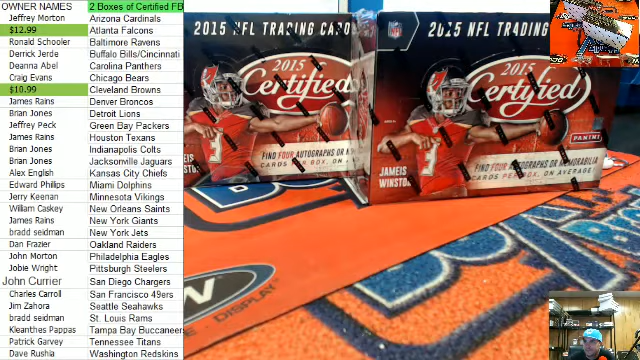 OWNER NAMES 2 Boxes of Certified FB
Jeffrey Morton Arizona Cardinals
$12.99 Atlanta Falcons
Ronald Schooler Baltimore Ravens
Derrick Jerde Buffalo Bills/Cincinnati
Deanna Abel Carolina Panthers
Craig Evans Chicago Bears
$10.99 Cleveland Browns
James Rains Denver Broncos
Brian Jones Detroit Lions
Jeffrey Peck Green Bay Packers
James Rains Houston Texans
Brian Jones Indianapolis Colts
Brian Jones Jacksonville Jaguars
Alex English Kansas City Chiefs
Edward Philips Miami Dolphins
Jerry Keenan Minnesota Vikings
William Caskey New Orleans Saints
James Rains New York Giants
bradd seidman New York Jets
Dan Frazier Oakland Raiders
John Morton Philadelphia Eagles
Jobie Wright Pittsburgh Steelers
John Currier San Diego Chargers
Charles Carroll San Francisco 49ers
Jim Zahora Seattle Seahawks
bradd seidman St. Louis Rams
Kleanthes Pappas Tampa Bay Buccaneers
Patrick Garvey Tennessee Titans
Dave Rushia Washington Redskins
2015 NFL TRADING CARDS
2015
Certified
FIND FOUR AUTOGRAPHS OR
CARDS PER BOX, ON A
NFL
2015 NFL TRADING
2015
Certified
PANINI
JAMEIS
WINSTON
FIND FOUR AUTOGRAPHS OR MEMORABILIA
CARDS PER BOX, ON AVERAGE!
DISPLAY